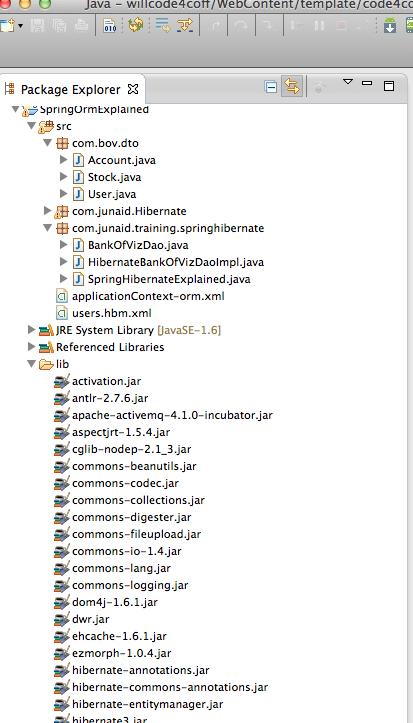 Java – willcode4coff/WebContent/template/code4co
010
Package Explorer
SpringOrmExplained
src
com.bov.dto
Account.java
Stock.java
User.java
com.junaid.Hibernate
com.junaid.training.springhibernate
BankOfVizDao.java
HibernateBankOfVizDaoImpl.java
SpringHibernateExplained.java
applicationContext-orm.xml
users.hbm.xml
JRE System Library [JavaSE-1.6]
Referenced Libraries
lib
activation.jar
antlr-2.7.6.jar
apache-activemq-4.1.0-incubator.jar
aspectjrt-1.5.4.jar
cglib-nodep-2.1_3.jar
commons-beanutils.jar
commons-codec.jar
commons-collections.jar
commons-digester.jar
commons-fileupload.jar
commons-io-1.4.jar
commons-lang.jar
commons-logging.jar
dom4j-1.6.1.jar
dwr.jar
ehcache-1.6.1.jar
ezmorph-1.0.4.jar
hibernate-annotations.jar
hibernate-commons-annotations.jar
hibernate-entitymanager.jar
hibernate3.jar